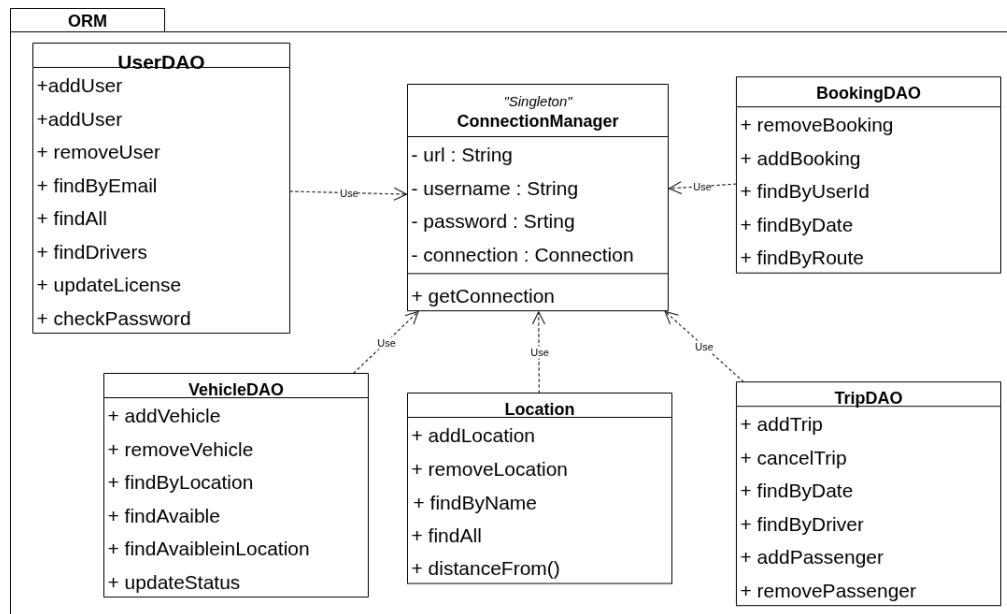 ORM
UserDAO
+addUser
+addUser
+ removeUser
+ findByEmail
+ findAll
+ findDrivers
+ updateLicense
+ checkPassword
Use
"Singleton"
ConnectionManager
- url : String
- username : String
- password : Srting
- connection : Connection
+ getConnection
Use
BookingDAO
+ removeBooking
+ addBooking
+ findByUserId
+ findByDate
+ findByRoute
Use
VehicleDAO
+ addVehicle
+ removeVehicle
+ findByLocation
+ findAvaible
+ findAvaibleinLocation
+ updateStatus
Use
Location
+ addLocation
+ removeLocation
+ findByName
+ findAll
+ distanceFrom()
Use
TripDAO
+ addTrip
+ cancelTrip
+ findByDate
+ findByDriver
+ addPassenger
+ removePassenger